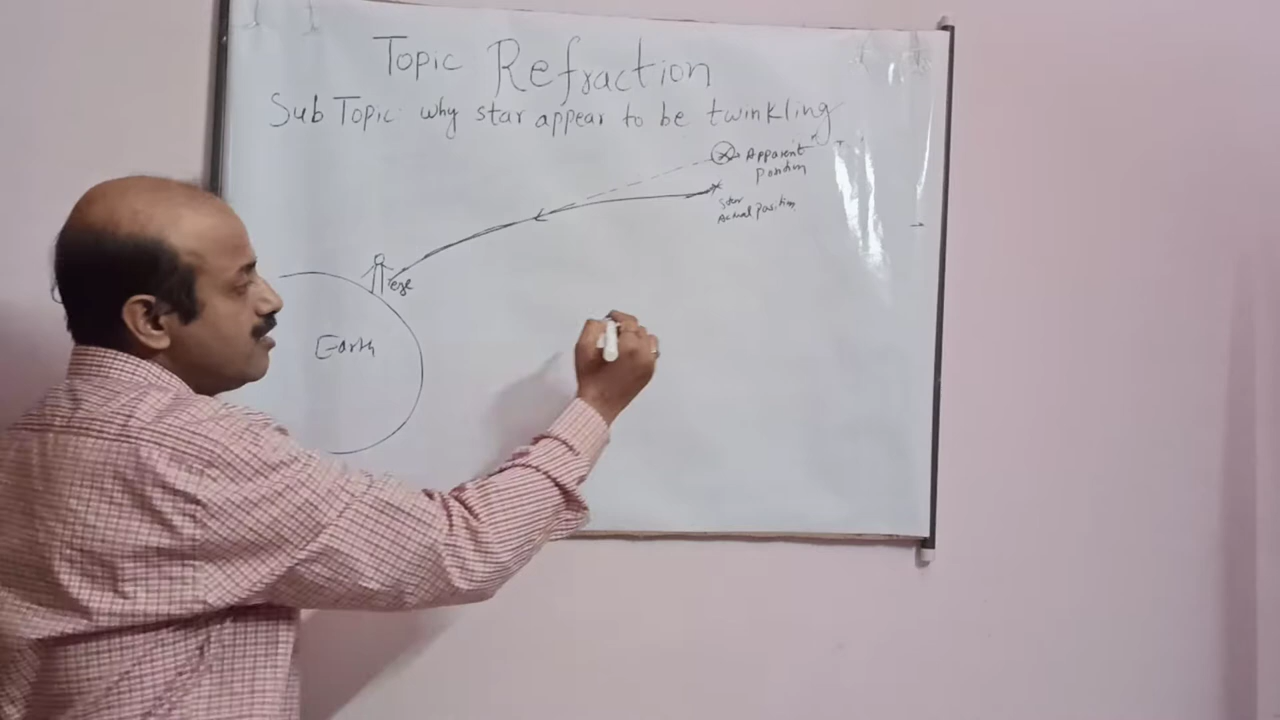 Topic Refraction
Sub Topic: why star appear to be twinkling
Apparent
Position
star
Actual Position
eye
Earth